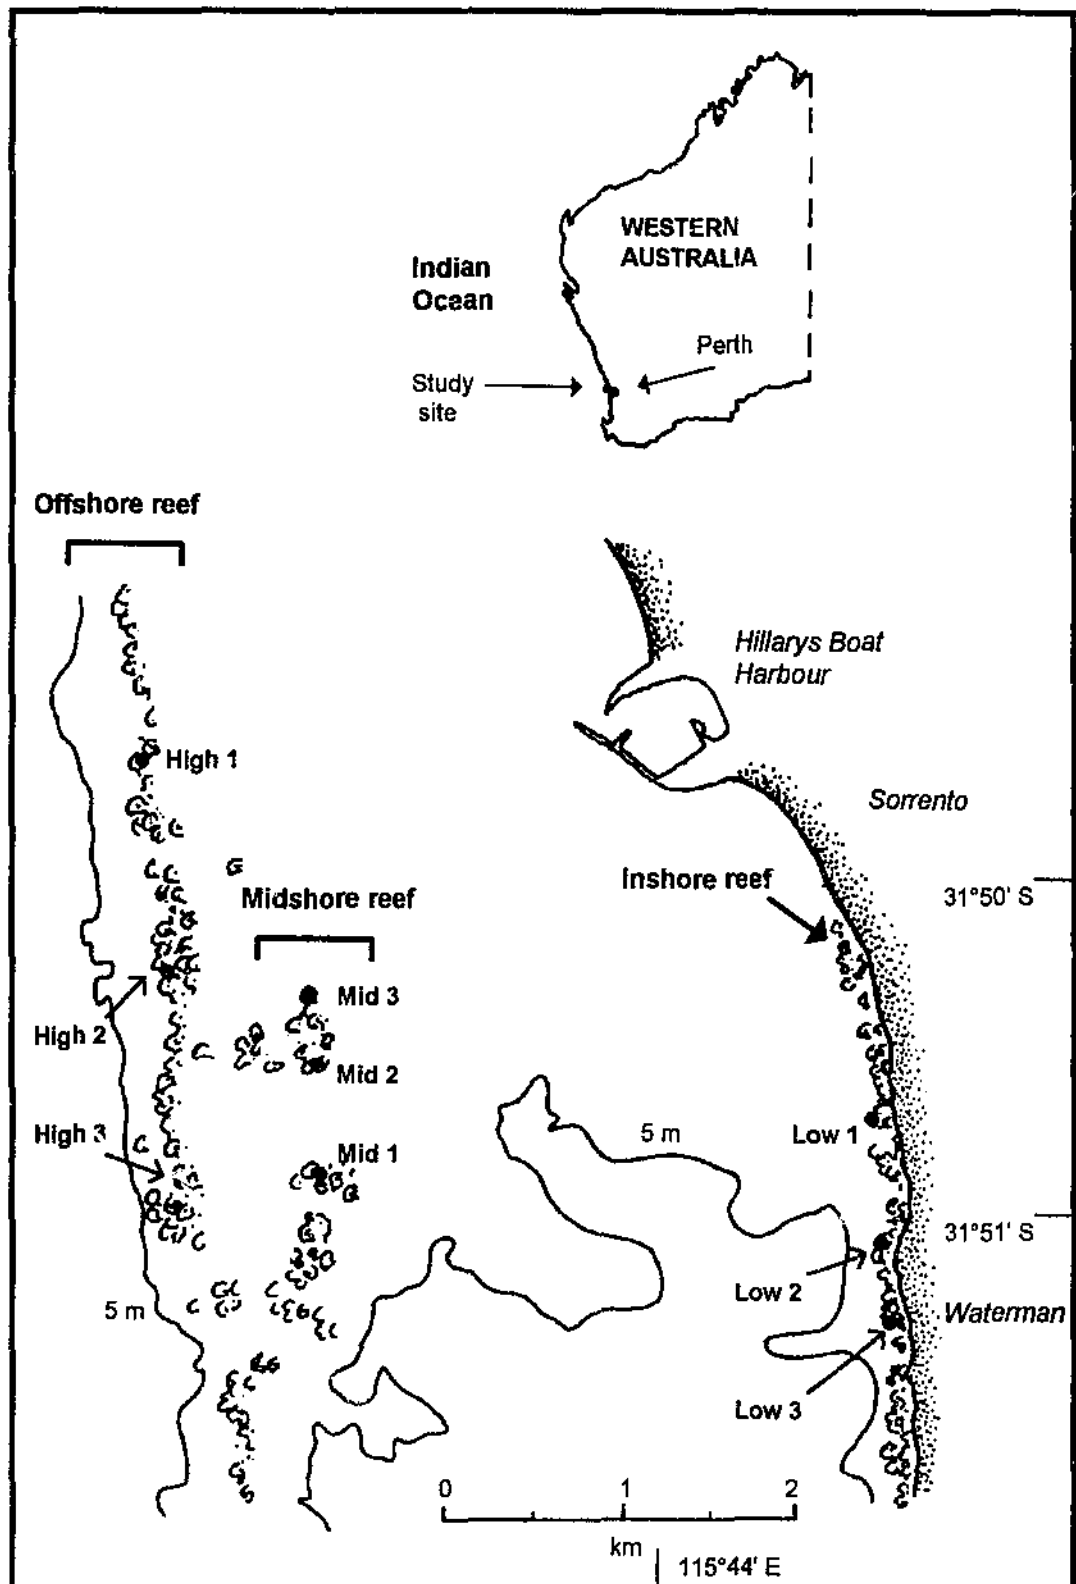 WESTERN
AUSTRALIA
Indian
Ocean
Perth
Study
site
Offshore reef
Hillarys Boat
Harbour
High 1
Sorrento
Inshore reef
31°50' S
Midshore reef
Mid 3
High 2
Mid 2
High 3
5 m
Low 1
Mid 1
31°51' S
Low 2
5 m
Waterman
Low 3
0 1 2
km
115°44' E